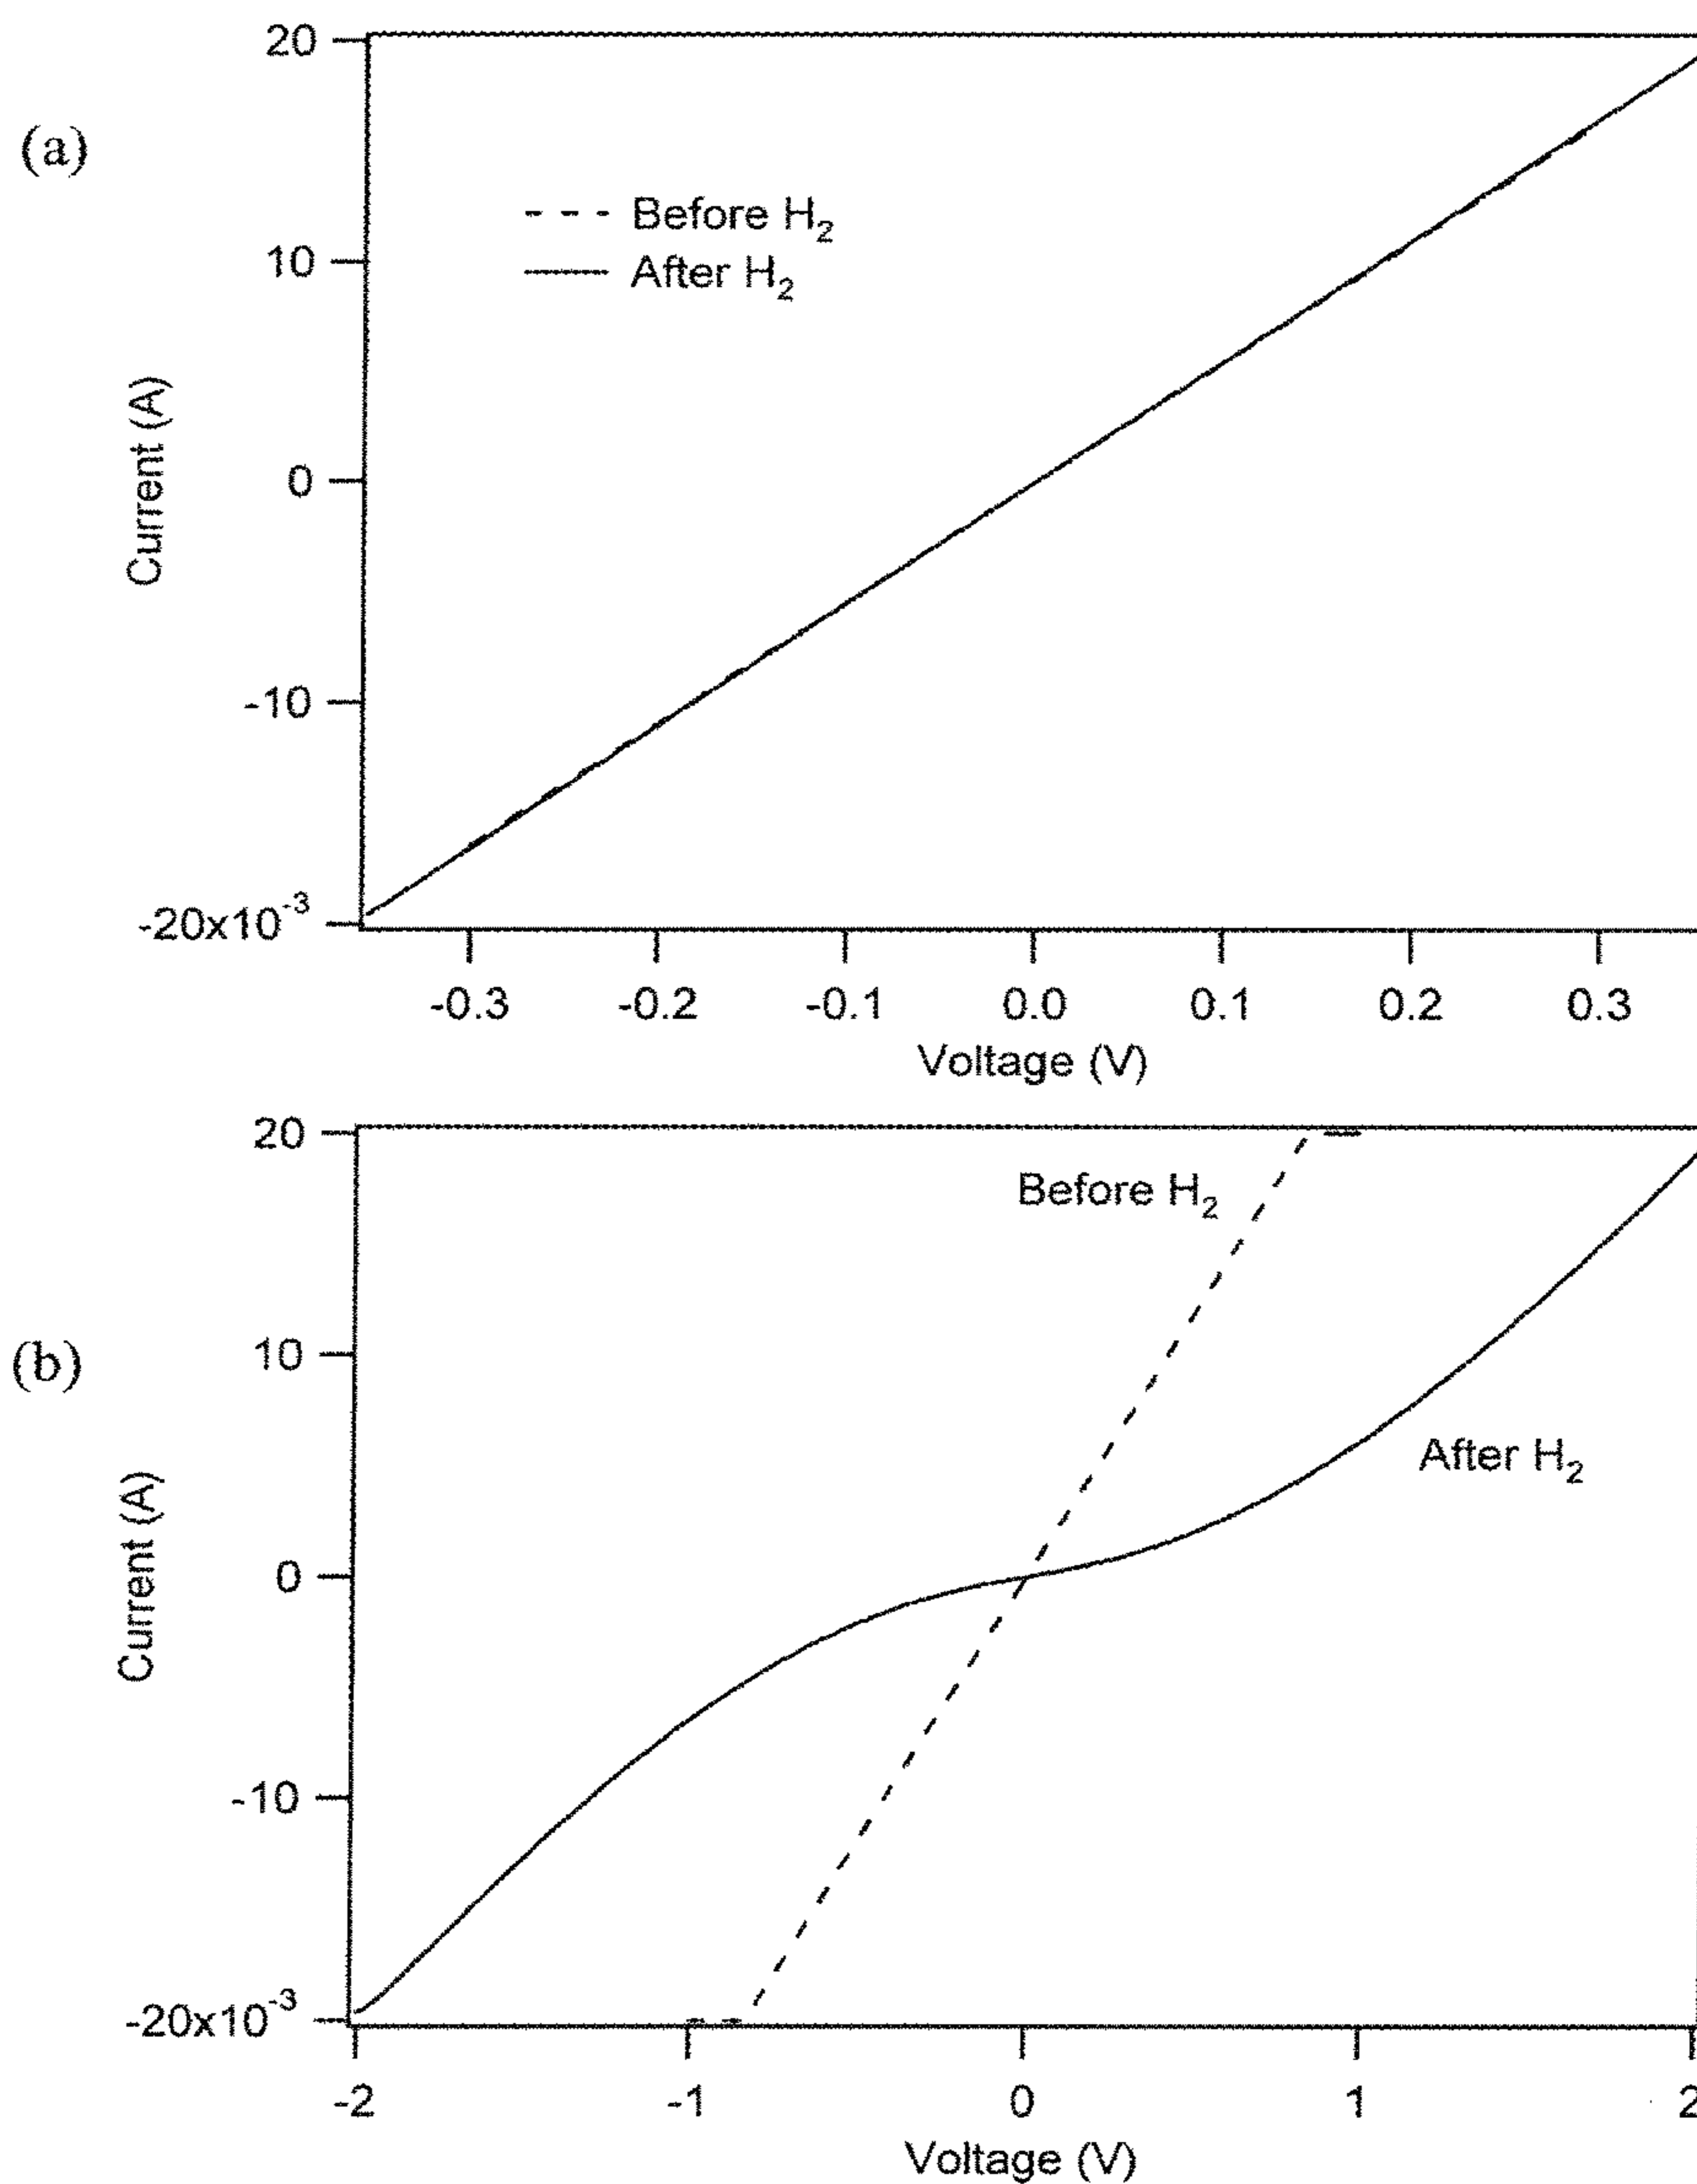 (a)
20
10
0
-10
-20x10⁻³
Current (A)
Before H₂
After H₂
-0.3 -0.2 -0.1 0.0 0.1 0.2 0.3
Voltage (V)
(b)
20
10
0
-10
-20x10⁻³
Current (A)
Before H₂
After H₂
-2 -1 0 1 2
Voltage (V)